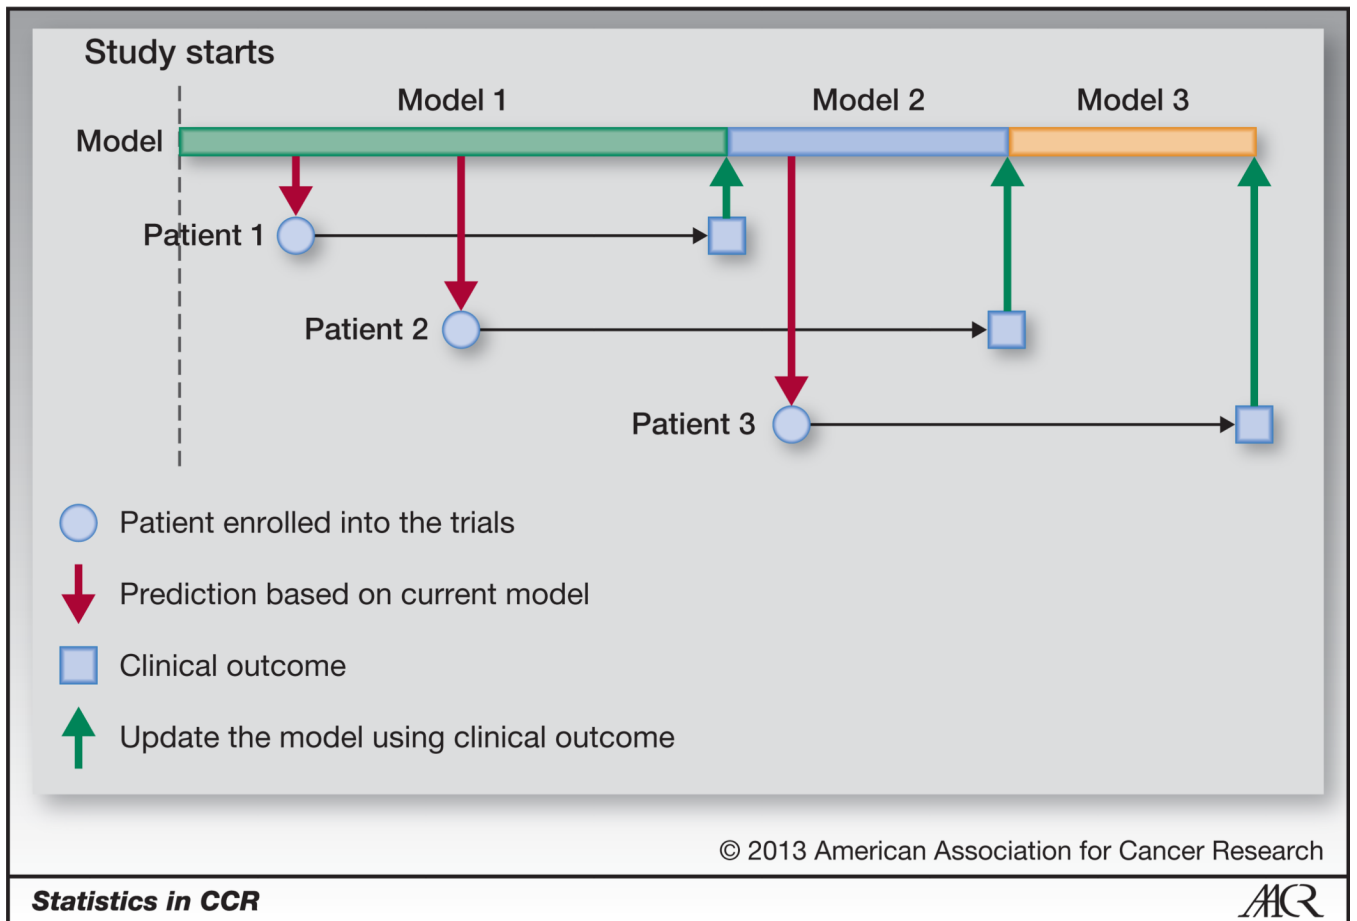 Study starts
Model 1
Model 2
Model 3
Model
Patient 1
Patient 2
Patient 3
Patient enrolled into the trials
Prediction based on current model
Clinical outcome
Update the model using clinical outcome
© 2013 American Association for Cancer Research
Statistics in CCR
AACR